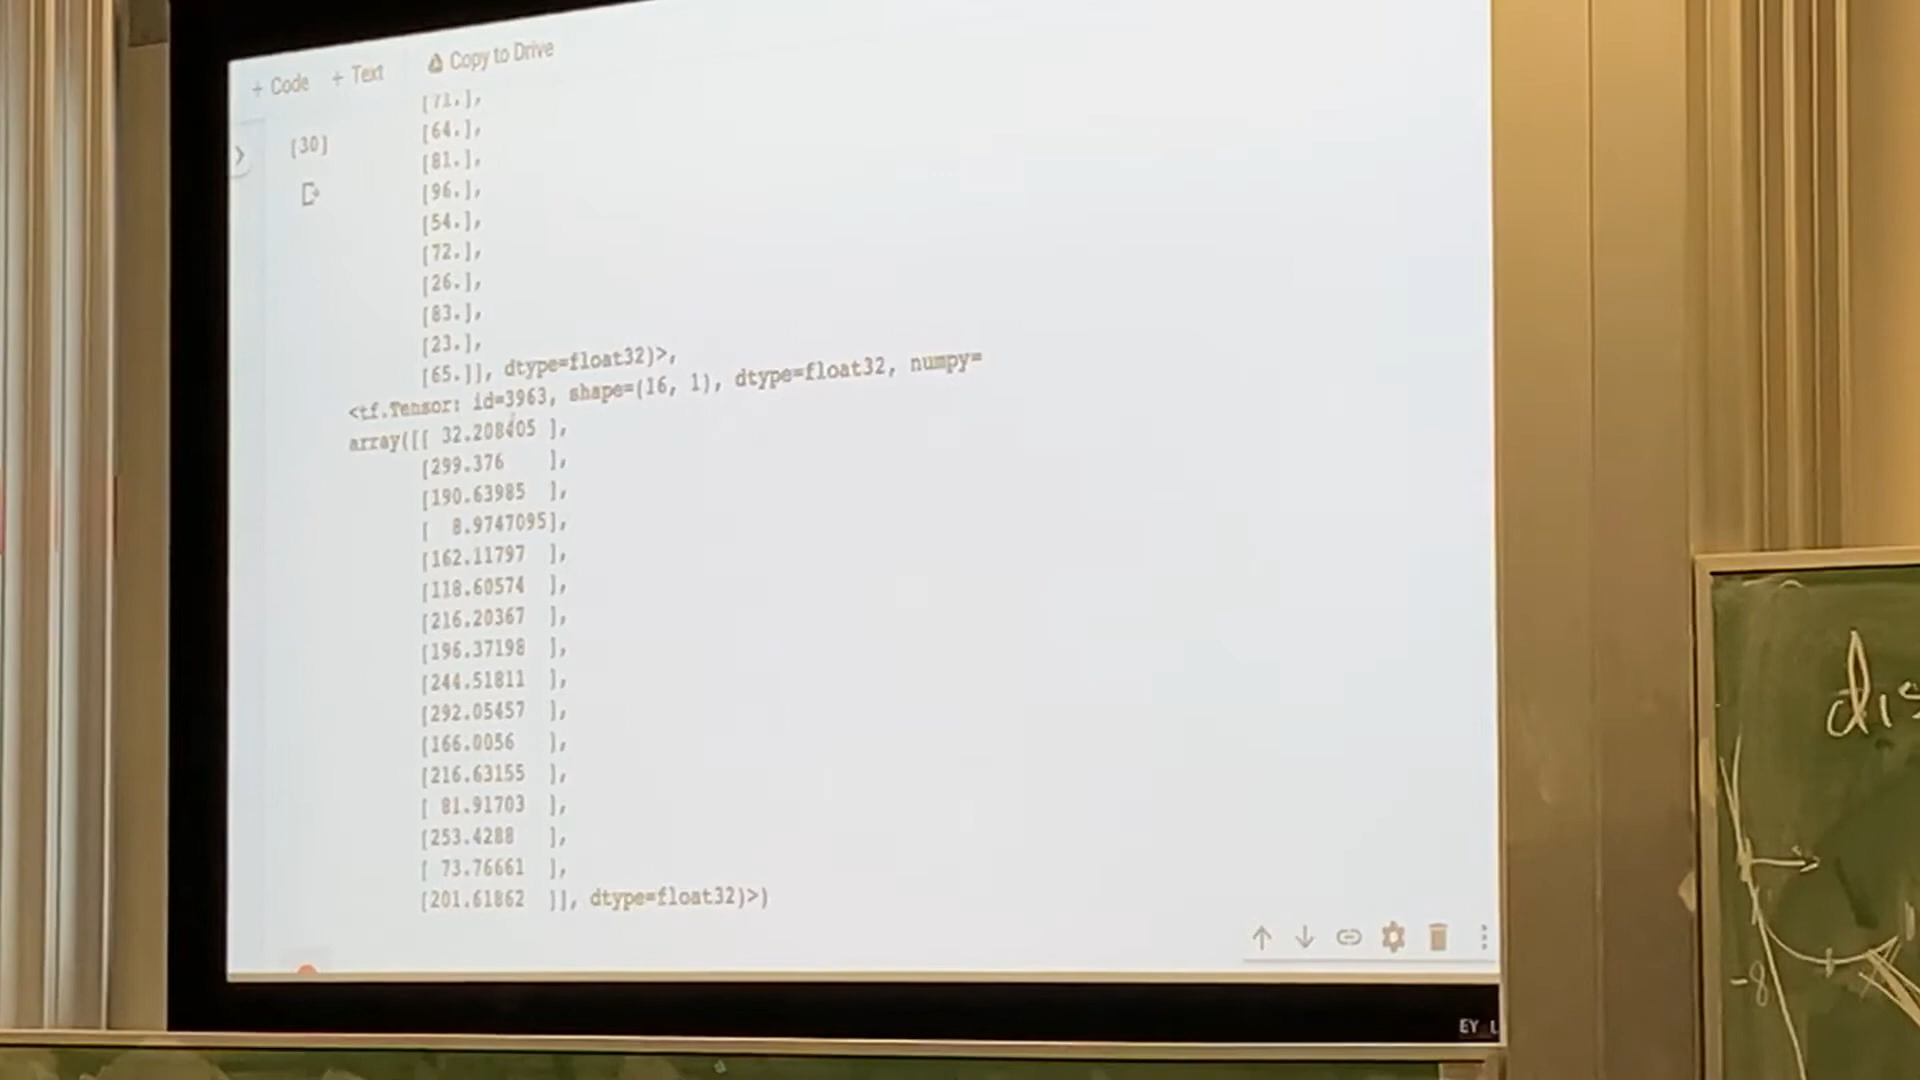 + Code + Text Copy to Drive
[71.],
[30] [64.],
[81.],
[96.],
[54.],
[72.],
[26.],
[83.],
[23.],
[65.]], dtype=float32)>,
<tf.Tensor: id=3963, shape=(16, 1), dtype=float32, numpy=
array([[ 32.208405 ],
[299.376 ],
[190.63985 ],
[ 8.9747095],
[162.11797 ],
[118.60574 ],
[216.20367 ],
[196.37198 ],
[244.51811 ],
[292.05457 ],
[166.0056 ],
[216.63155 ],
[ 81.91703 ],
[253.4288 ],
[ 73.76661 ],
[201.61862 ]], dtype=float32)>)
EY L
dis
-8